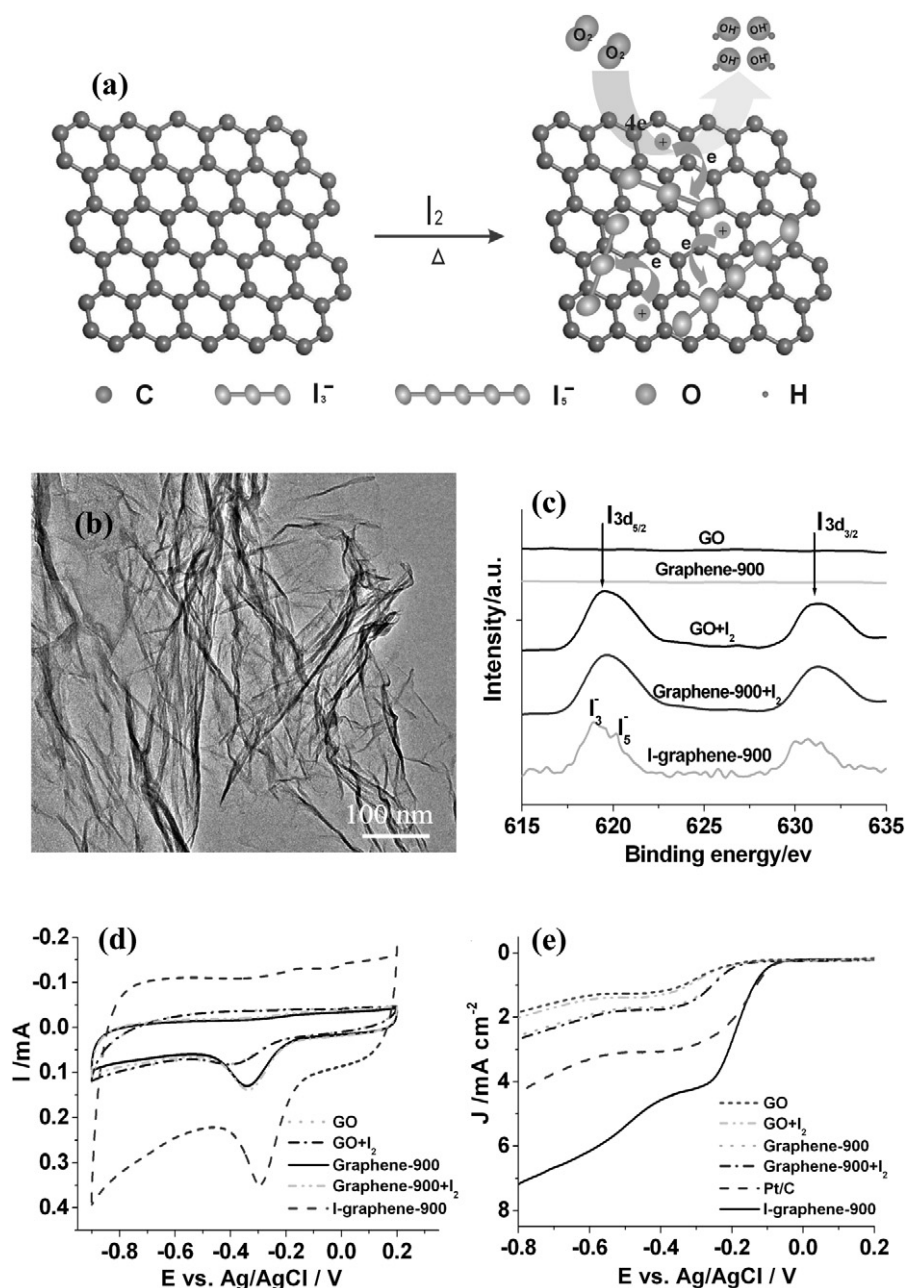 (a)
O₂
O₂
OH⁻ OH⁻
OH⁻ OH⁻
4e
+
e
I₂
Δ
e
+
e
+
C I₃⁻ I₅⁻ O H
(b)
100 nm
(c)
I3d5/2
I3d3/2
GO
Graphene-900
GO+I₂
Graphene-900+I₂
I₃⁻
I₅⁻
I-graphene-900
Intensity/a.u.
615 620 625 630 635
Binding energy/ev
(d)
-0.2
-0.1
0.0
0.1
0.2
0.3
0.4
I /mA
GO
GO+I₂
Graphene-900
Graphene-900+I₂
I-graphene-900
-0.8 -0.6 -0.4 -0.2 0.0 0.2
E vs. Ag/AgCl / V
(e)
0
2
4
6
8
J /mA cm⁻²
GO
GO+I₂
Graphene-900
Graphene-900+I₂
Pt/C
I-graphene-900
-0.8 -0.6 -0.4 -0.2 0.0 0.2
E vs. Ag/AgCl / V